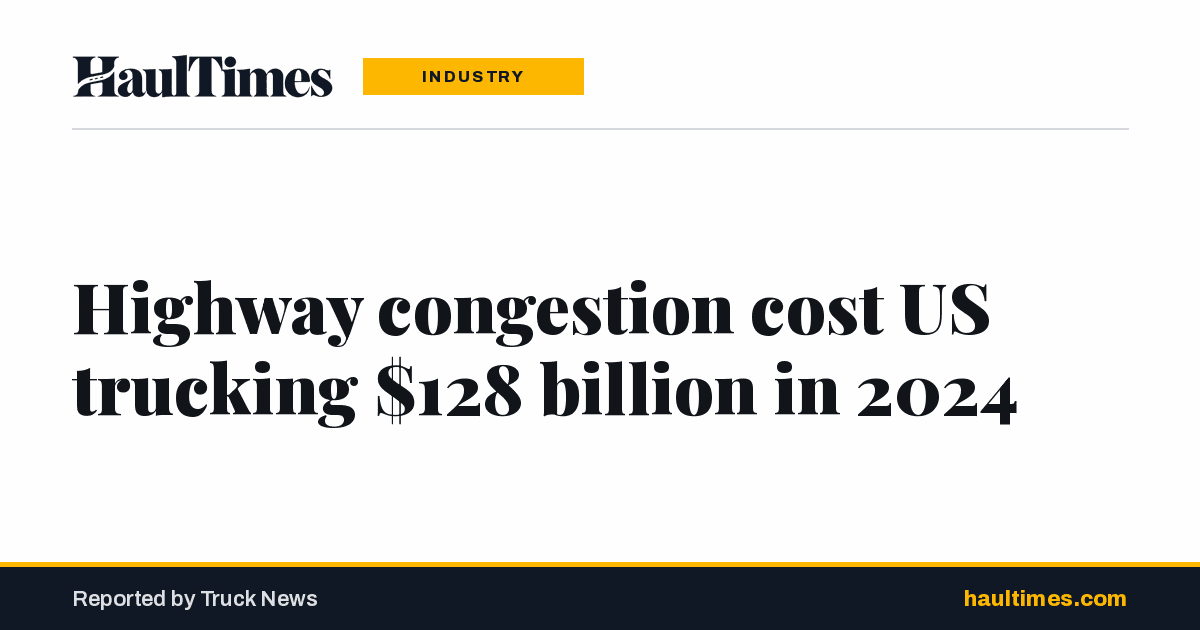 HaulTimes
INDUSTRY
Highway congestion cost US
trucking $128 billion in 2024
Reported by Truck News
haultimes.com